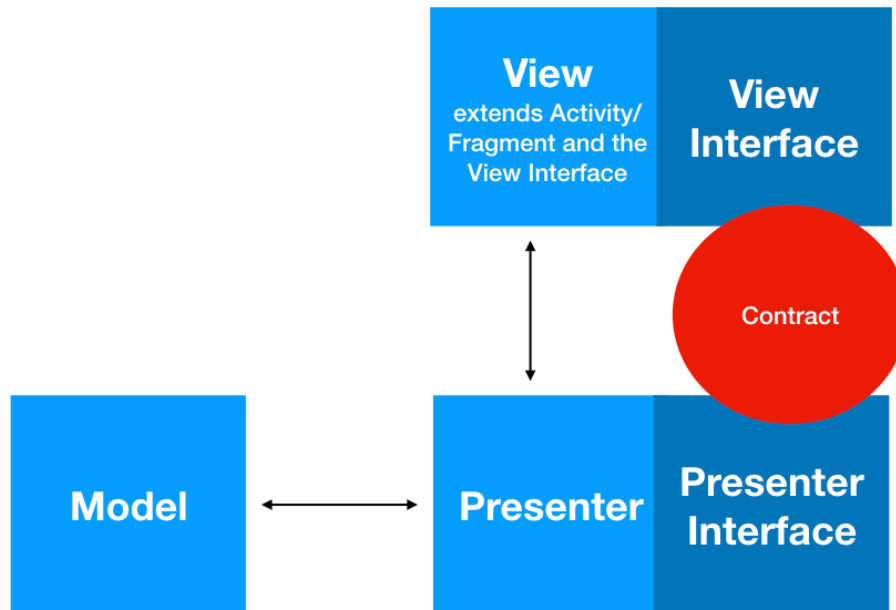 View
extends Activity/
Fragment and the
View Interface
View
Interface
Contract
Model
Presenter
Presenter
Interface